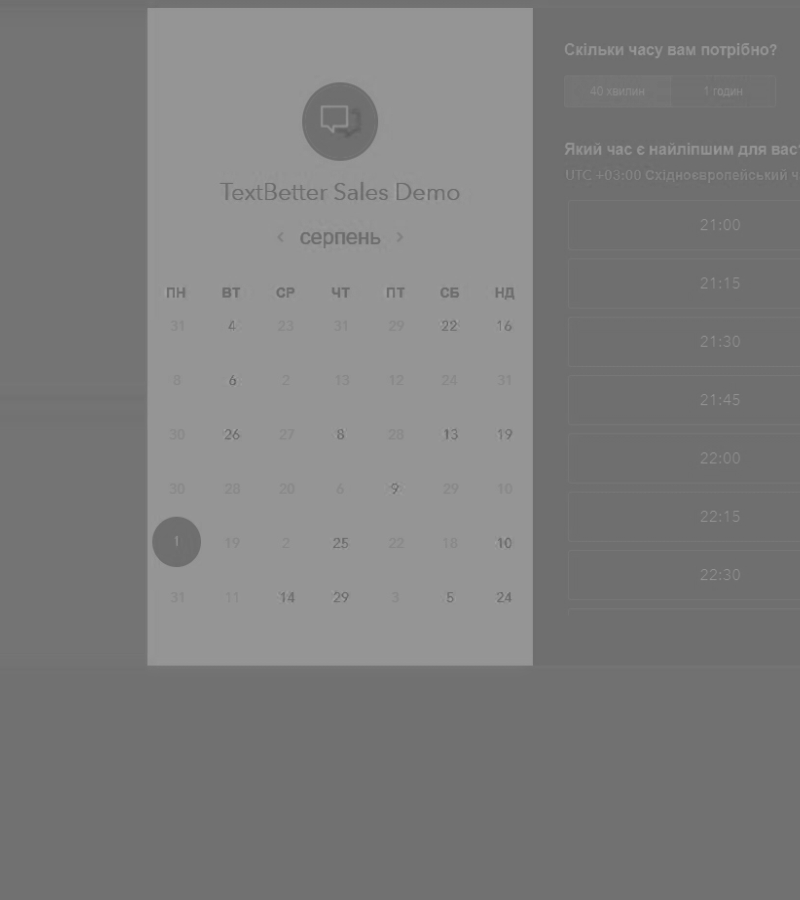 TextBetter Sales Demo
‹ серпень ›
ПН ВТ СР ЧТ ПТ СБ НД
31 4 23 31 29 22 16
8 6 2 13 12 24 31
30 26 27 8 28 13 19
30 28 20 6 9 29 10
1 19 2 25 22 18 10
31 11 14 29 3 5 24
Скільки часу вам потрібно?
40 хвилин 1 годин
Який час є найліпшим для вас?
UTC +03:00 Східноєвропейський ч
21:00
21:15
21:30
21:45
22:00
22:15
22:30